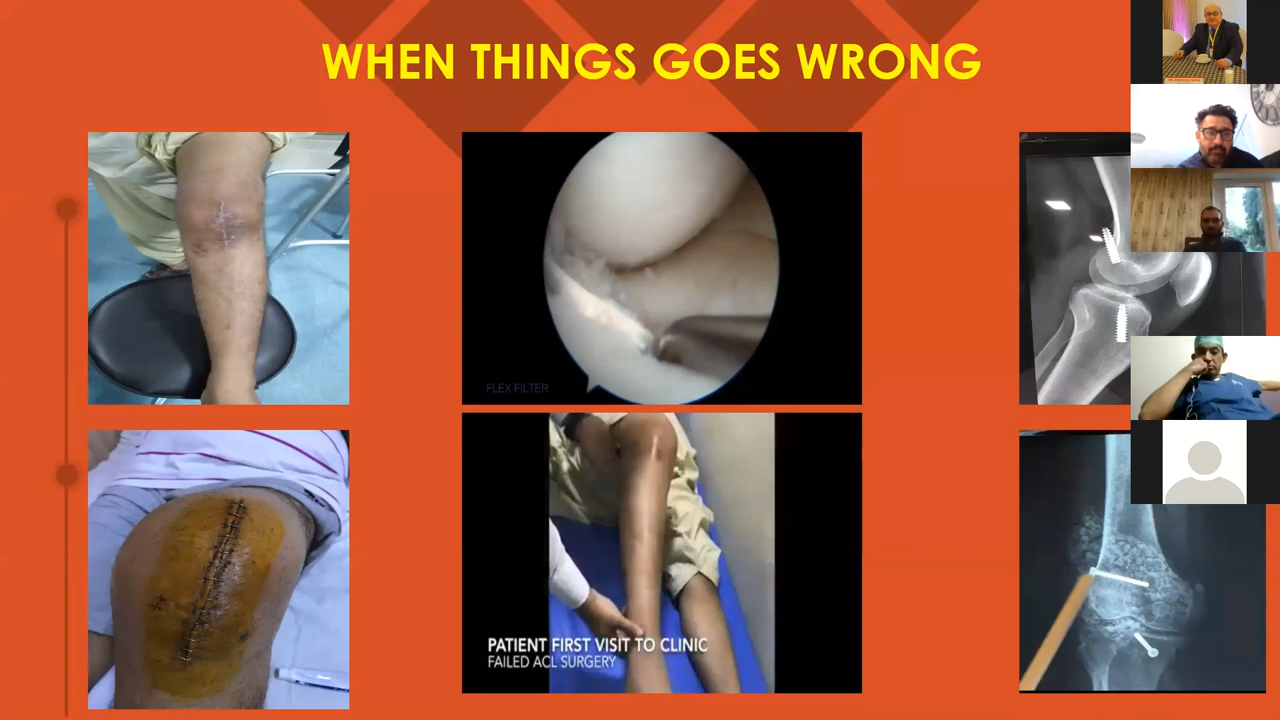 WHEN THINGS GOES WRONG
FLEX FILTER
PATIENT FIRST VISIT TO CLINIC
FAILED ACL SURGERY